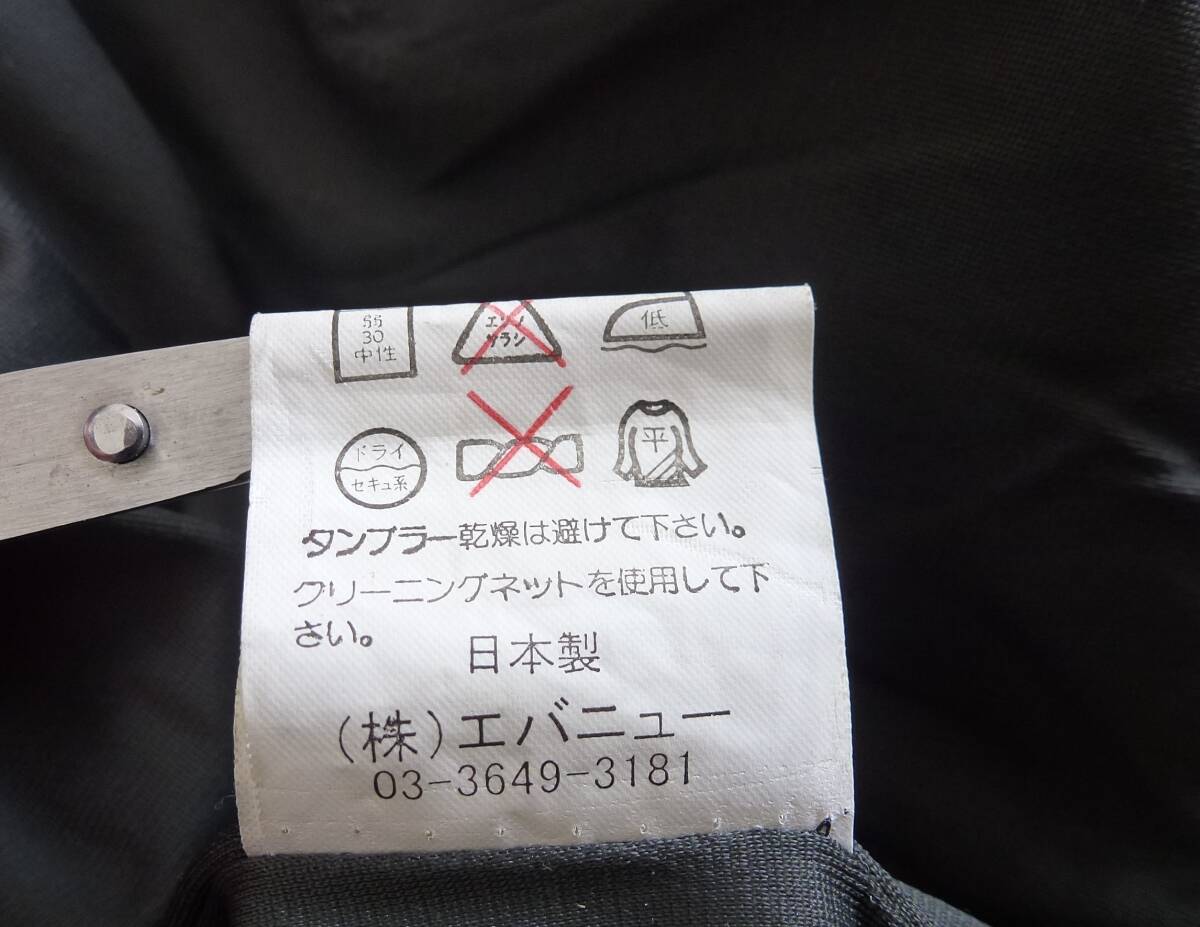 55
30
中性
エンソ
サラシ
低
ドライ
セキユ系
平
タンブラー乾燥は避けて下さい。
クリーニングネットを使用して下
さい。
日本製
(株)エバニュー
03-3649-3181